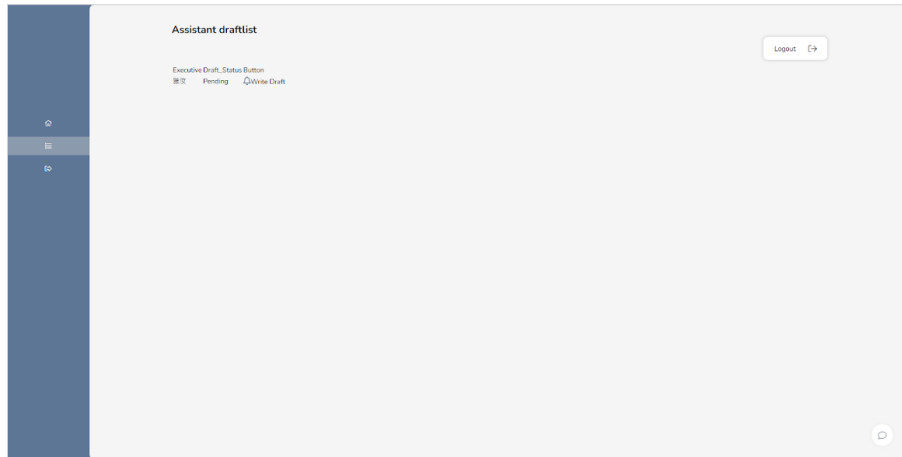 Assistant draftlist
Logout
Executive Draft_Status Button
Pending Write Draft